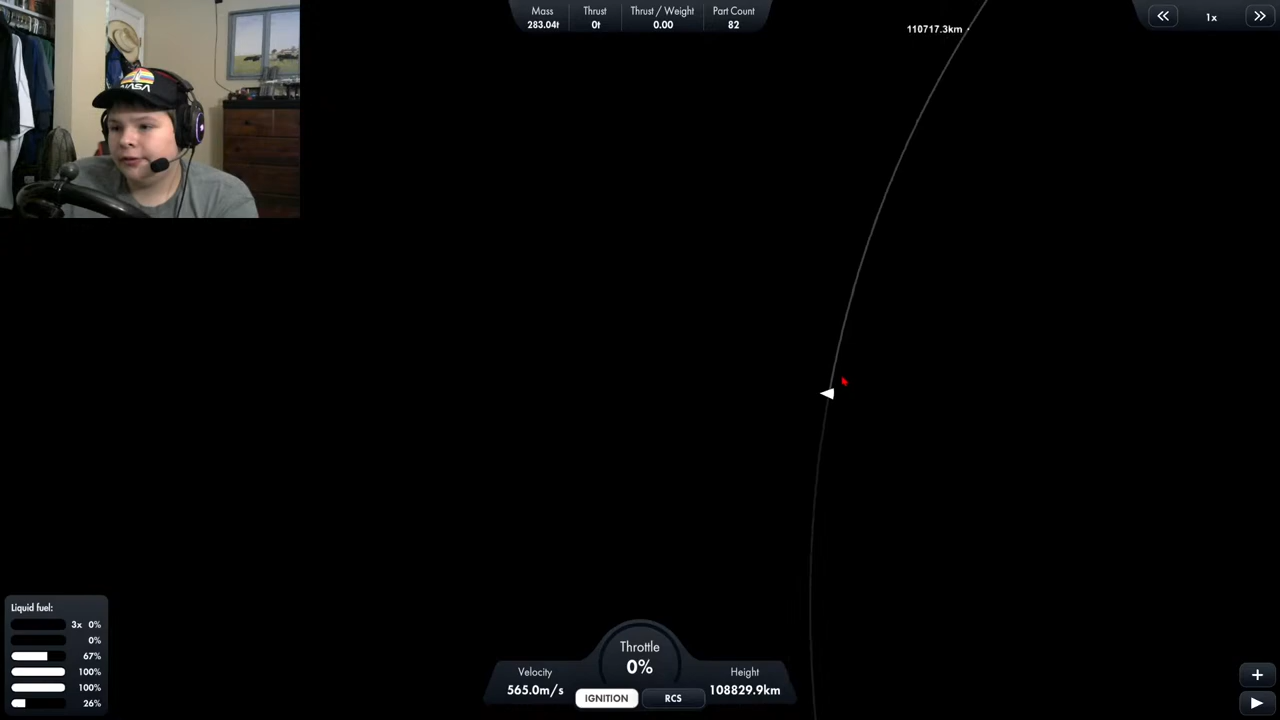 Mass
283.04t
Thrust
0t
Thrust / Weight
0.00
Part Count
82
110717.3km
1x
NASA
Liquid fuel:
3x 0%
0%
67%
100%
100%
26%
Throttle
0%
Velocity
565.0m/s
Height
108829.9km
IGNITION
RCS